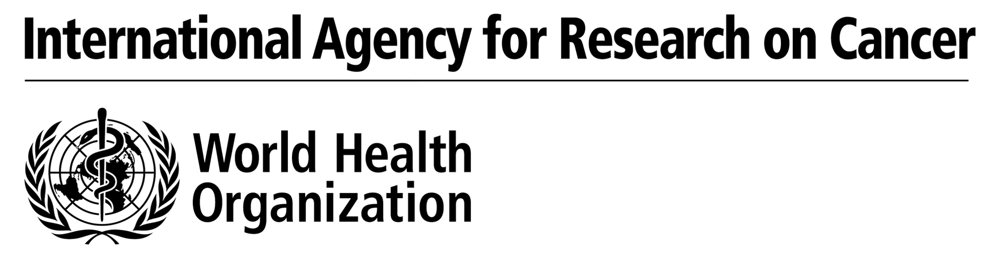 International Agency for Research on Cancer
World Health
Organization